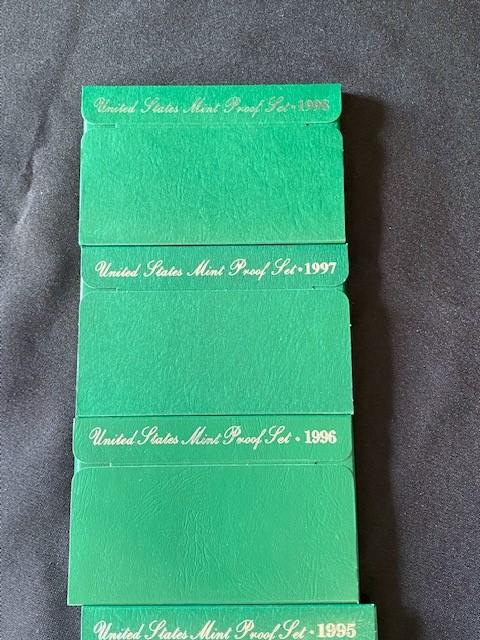 United States Mint Proof Set • 1998
United States Mint Proof Set • 1997
United States Mint Proof Set • 1996
United States Mint Proof Set • 1995